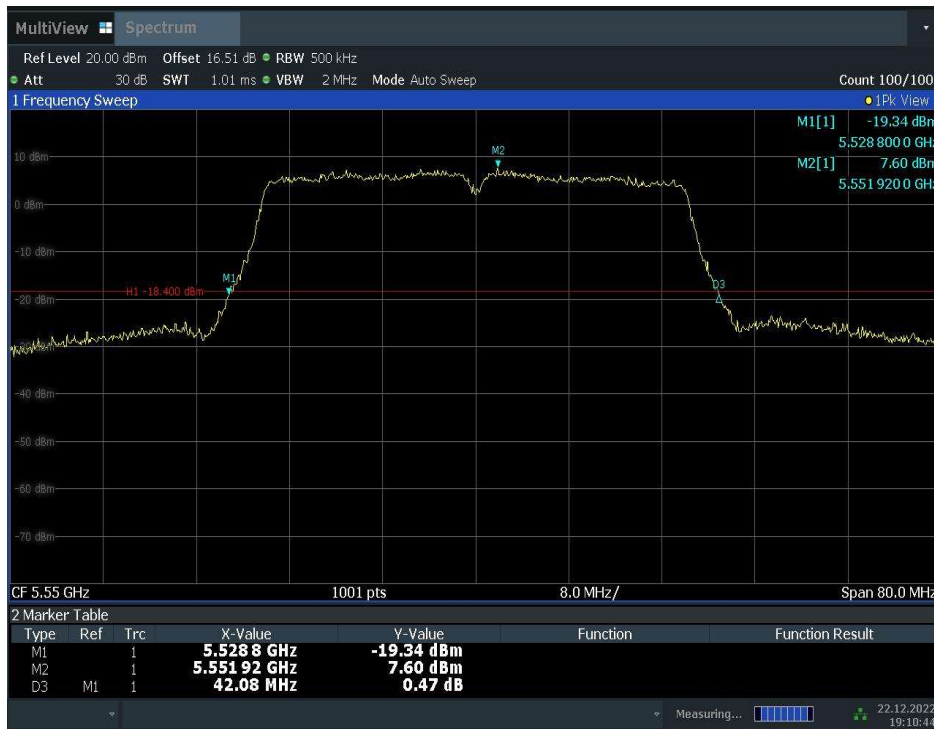 MultiView Spectrum
Ref Level 20.00 dBm Offset 16.51 dB RBW 500 kHz
Att 30 dB SWT 1.01 ms VBW 2 MHz Mode Auto Sweep Count 100/100
1 Frequency Sweep 1Pk View
M1[1] -19.34 dBm
5.528 800 0 GHz
M2[1] 7.60 dBm
5.551 920 0 GHz
M2
10 dBm
0 dBm
-10 dBm
M1
D3
H1 -18.400 dBm
-20 dBm
-40 dBm
-50 dBm
-60 dBm
-70 dBm
CF 5.55 GHz 1001 pts 8.0 MHz/ Span 80.0 MHz
2 Marker Table
Type Ref Trc X-Value Y-Value Function Function Result
M1 1 5.528 8 GHz -19.34 dBm
M2 1 5.551 92 GHz 7.60 dBm
D3 M1 1 42.08 MHz 0.47 dB
Measuring... 22.12.2022
19:10:44